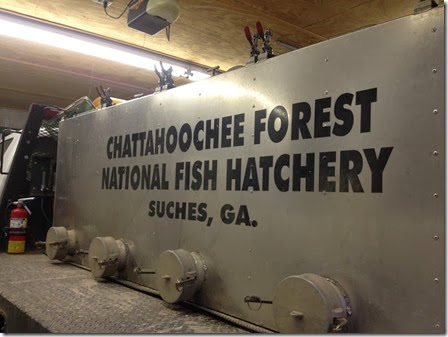 CHATTAHOOCHEE FOREST
NATIONAL FISH HATCHERY
SUCHES, GA.